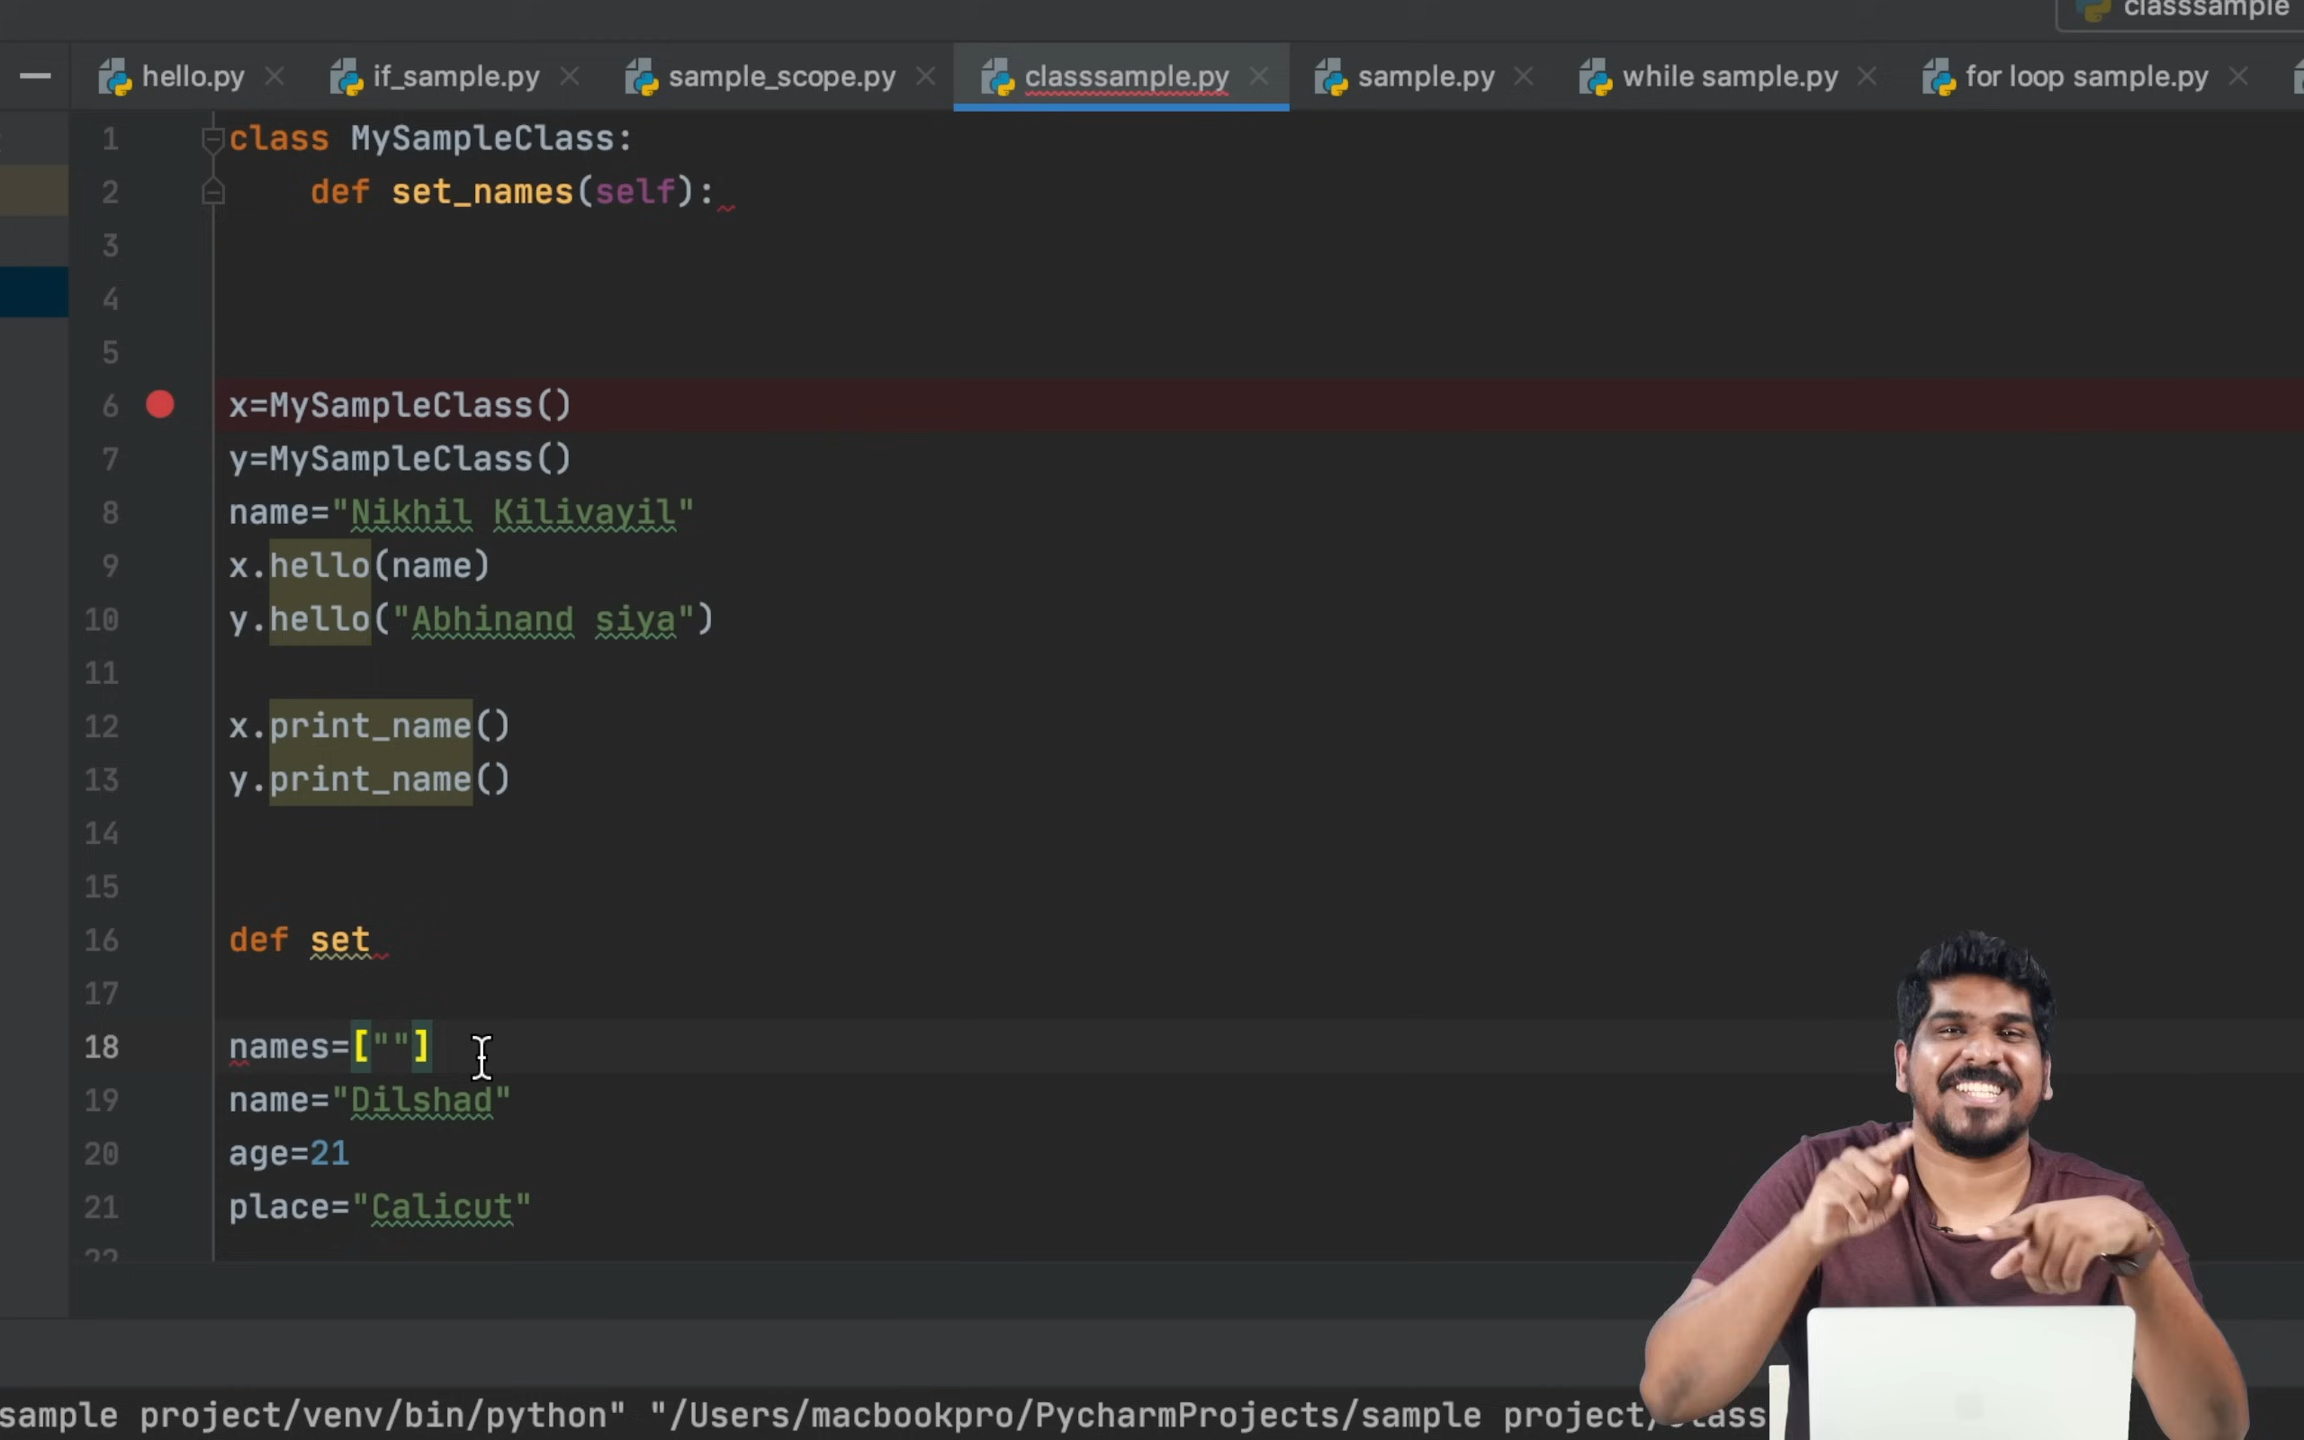 classsample
hello.py if_sample.py sample_scope.py classsample.py sample.py while sample.py for loop sample.py
1 class MySampleClass:
2     def set_names(self):
3
4
5
6 x=MySampleClass()
7 y=MySampleClass()
8 name="Nikhil Kilivayil"
9 x.hello(name)
10 y.hello("Abhinand siya")
11
12 x.print_name()
13 y.print_name()
14
15
16 def set
17
18 names=[""]
19 name="Dilshad"
20 age=21
21 place="Calicut"
22
sample project/venv/bin/python" "/Users/macbookpro/PycharmProjects/sample project/class